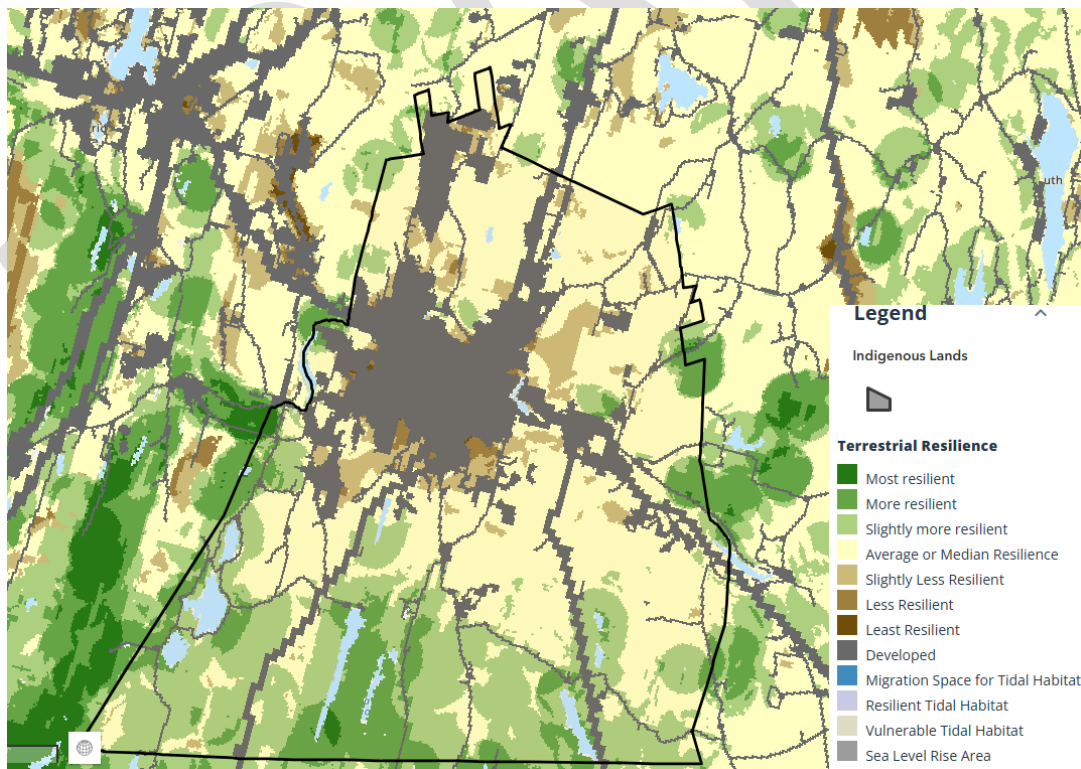 uth
Legend
Indigenous Lands
Terrestrial Resilience
Most resilient
More resilient
Slightly more resilient
Average or Median Resilience
Slightly Less Resilient
Less Resilient
Least Resilient
Developed
Migration Space for Tidal Habitat
Resilient Tidal Habitat
Vulnerable Tidal Habitat
Sea Level Rise Area